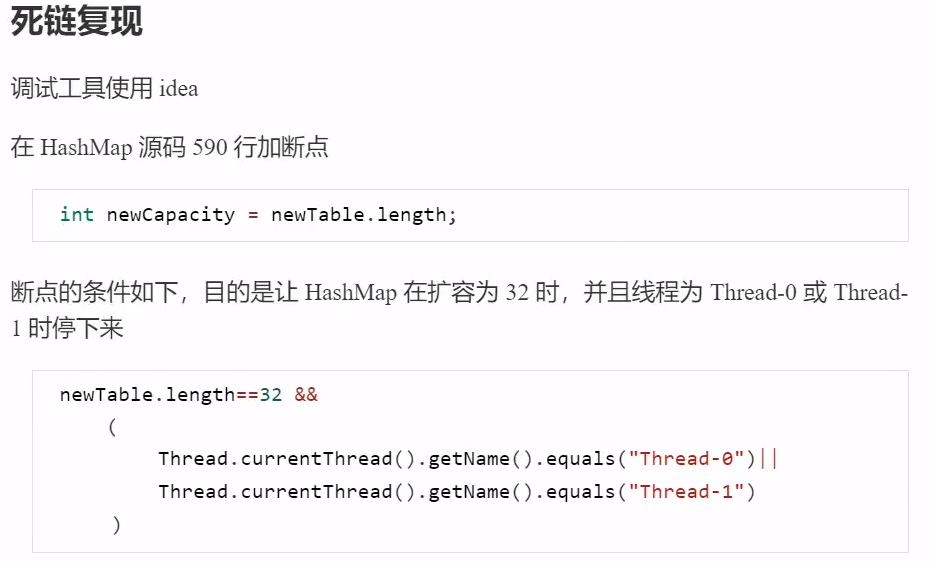 死链复现
调试工具使用 idea
在 HashMap 源码 590 行加断点
int newCapacity = newTable.length;
断点的条件如下，目的是让 HashMap 在扩容为 32 时，并且线程为 Thread-0 或 Thread-
1 时停下来
newTable.length==32 &&
(
Thread.currentThread().getName().equals("Thread-0")||
Thread.currentThread().getName().equals("Thread-1")
)